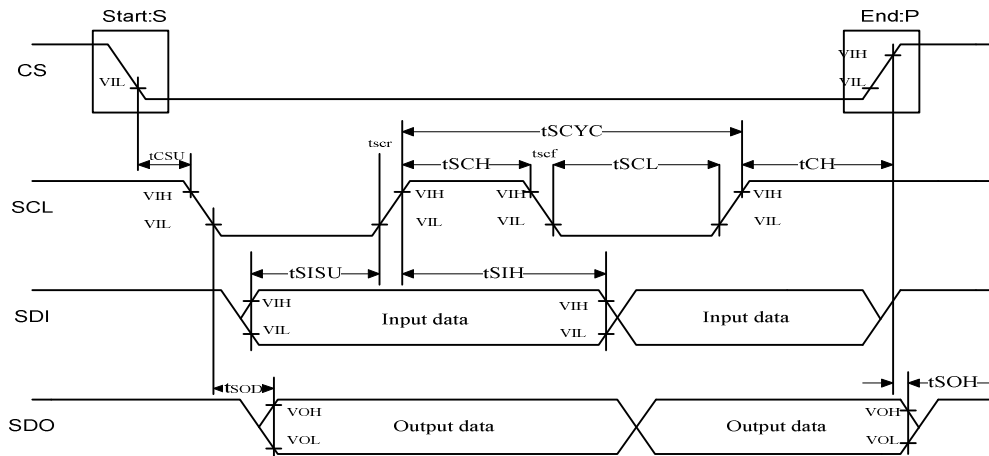 Start:S End:P
CS VIL VIH VIL
tCSU tscr tSCYC tSCH tscf tSCL tCH
SCL VIH VIL VIH VIL VIH VIL VIH VIL
tSISU tSIH
SDI VIH VIL Input data VIH VIL Input data
tSOD tSOH
SDO VOH VOL Output data Output data VOH VOL